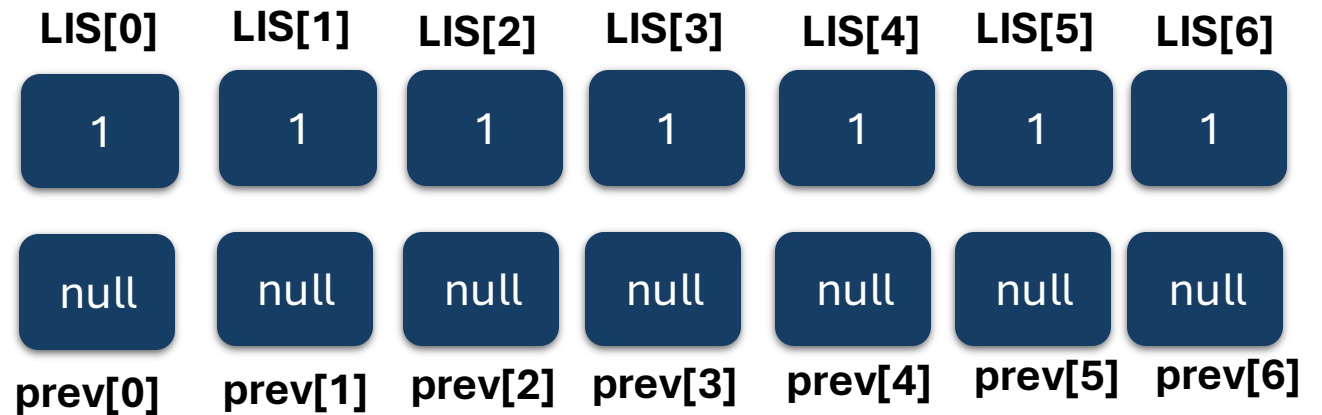 LIS[0] LIS[1] LIS[2] LIS[3] LIS[4] LIS[5] LIS[6]
1 1 1 1 1 1 1
null null null null null null null
prev[0] prev[1] prev[2] prev[3] prev[4] prev[5] prev[6]